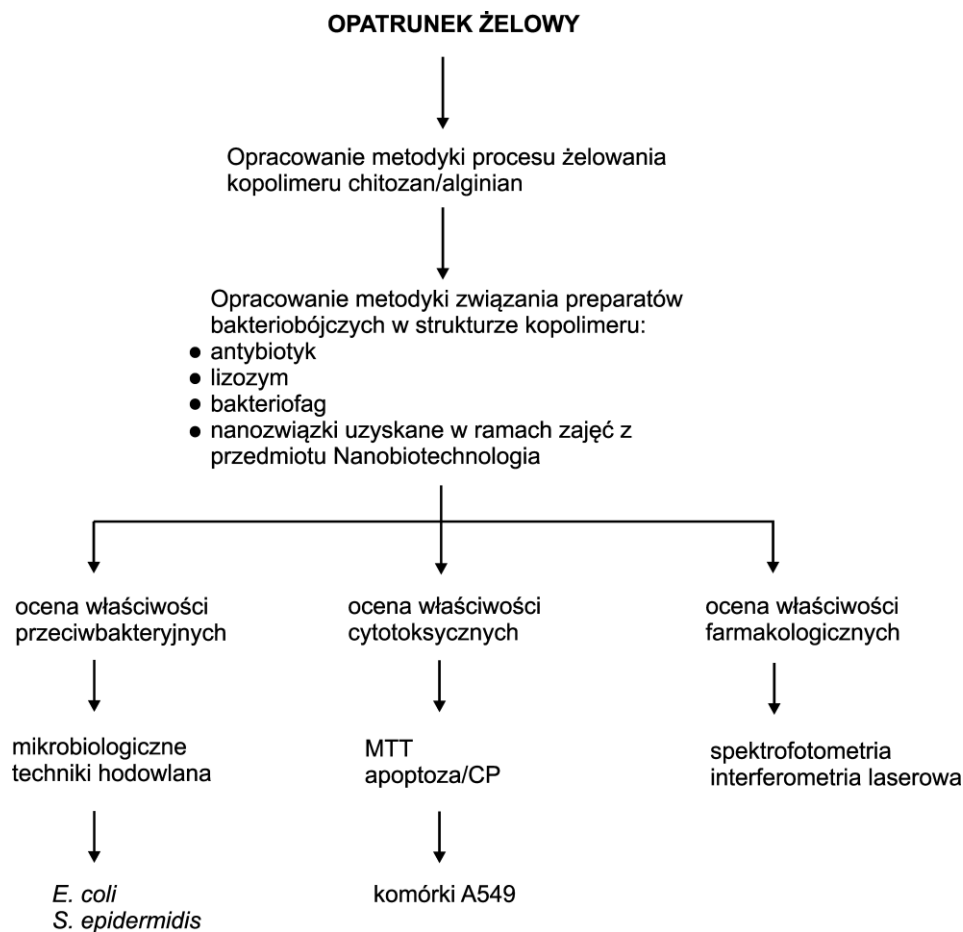 OPATRUNEK ŻELOWY
Opracowanie metodyki procesu żelowania
kopolimeru chitozan/alginian
Opracowanie metodyki związania preparatów
bakteriobójczych w strukturze kopolimeru:
● antybiotyk
● lizozym
● bakteriofag
● nanozwiązki uzyskane w ramach zajęć z
przedmiotu Nanobiotechnologia
ocena właściwości
przeciwbakteryjnych
mikrobiologiczne
techniki hodowlana
E. coli
S. epidermidis
ocena właściwości
cytotoksycznych
MTT
apoptoza/CP
komórki A549
ocena właściwości
farmakologicznych
spektrofotometria
interferometria laserowa